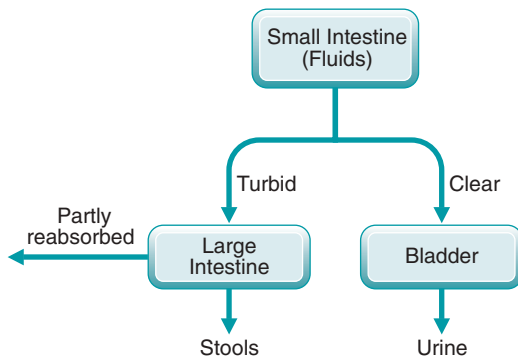 Small Intestine
(Fluids)
Turbid
Clear
Partly
reabsorbed
Large
Intestine
Bladder
Stools
Urine